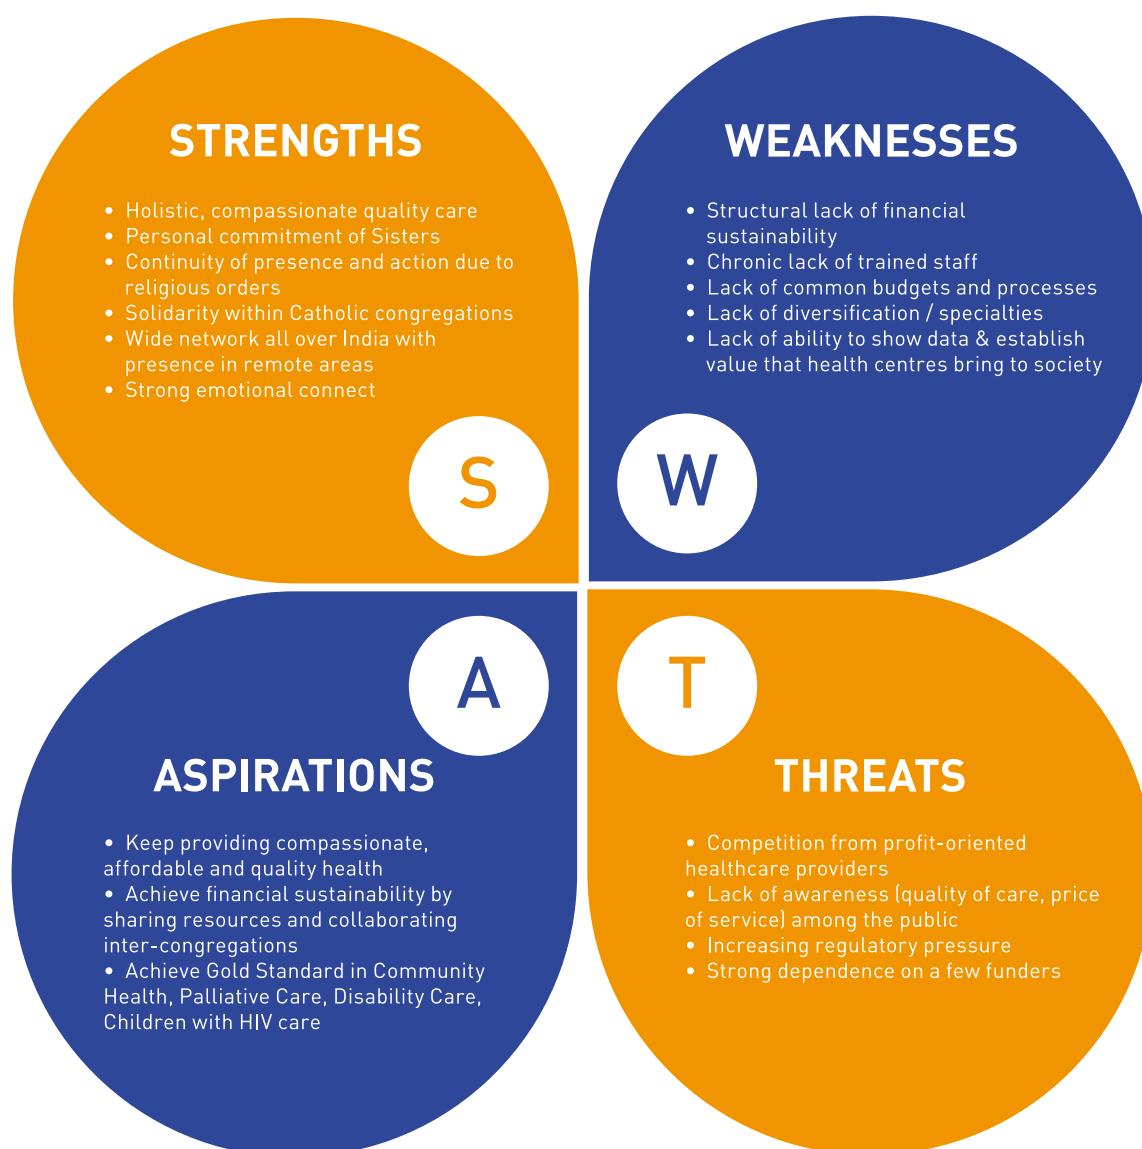 STRENGTHS
• Holistic, compassionate quality care
• Personal commitment of Sisters
• Continuity of presence and action due to
religious orders
• Solidarity within Catholic congregations
• Wide network all over India with
presence in remote areas
• Strong emotional connect
S
WEAKNESSES
• Structural lack of financial
sustainability
• Chronic lack of trained staff
• Lack of common budgets and processes
• Lack of diversification / specialties
• Lack of ability to show data & establish
value that health centres bring to society
W
A
ASPIRATIONS
• Keep providing compassionate,
affordable and quality health
• Achieve financial sustainability by
sharing resources and collaborating
inter-congregations
• Achieve Gold Standard in Community
Health, Palliative Care, Disability Care,
Children with HIV care
T
THREATS
• Competition from profit-oriented
healthcare providers
• Lack of awareness (quality of care, price
of service) among the public
• Increasing regulatory pressure
• Strong dependence on a few funders